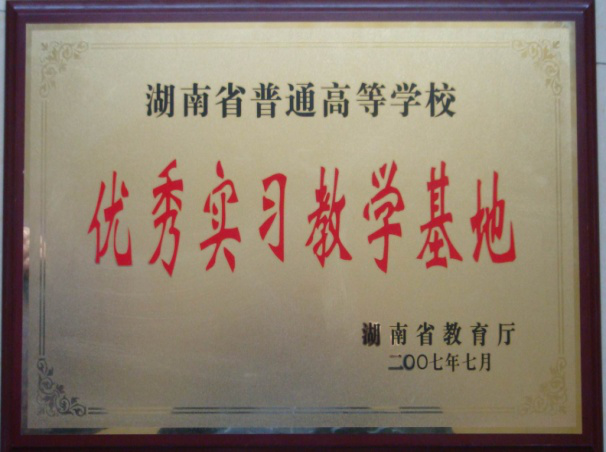 湖南省普通高等学校
优秀实习教学基地
湖南省教育厅
二〇〇七年七月